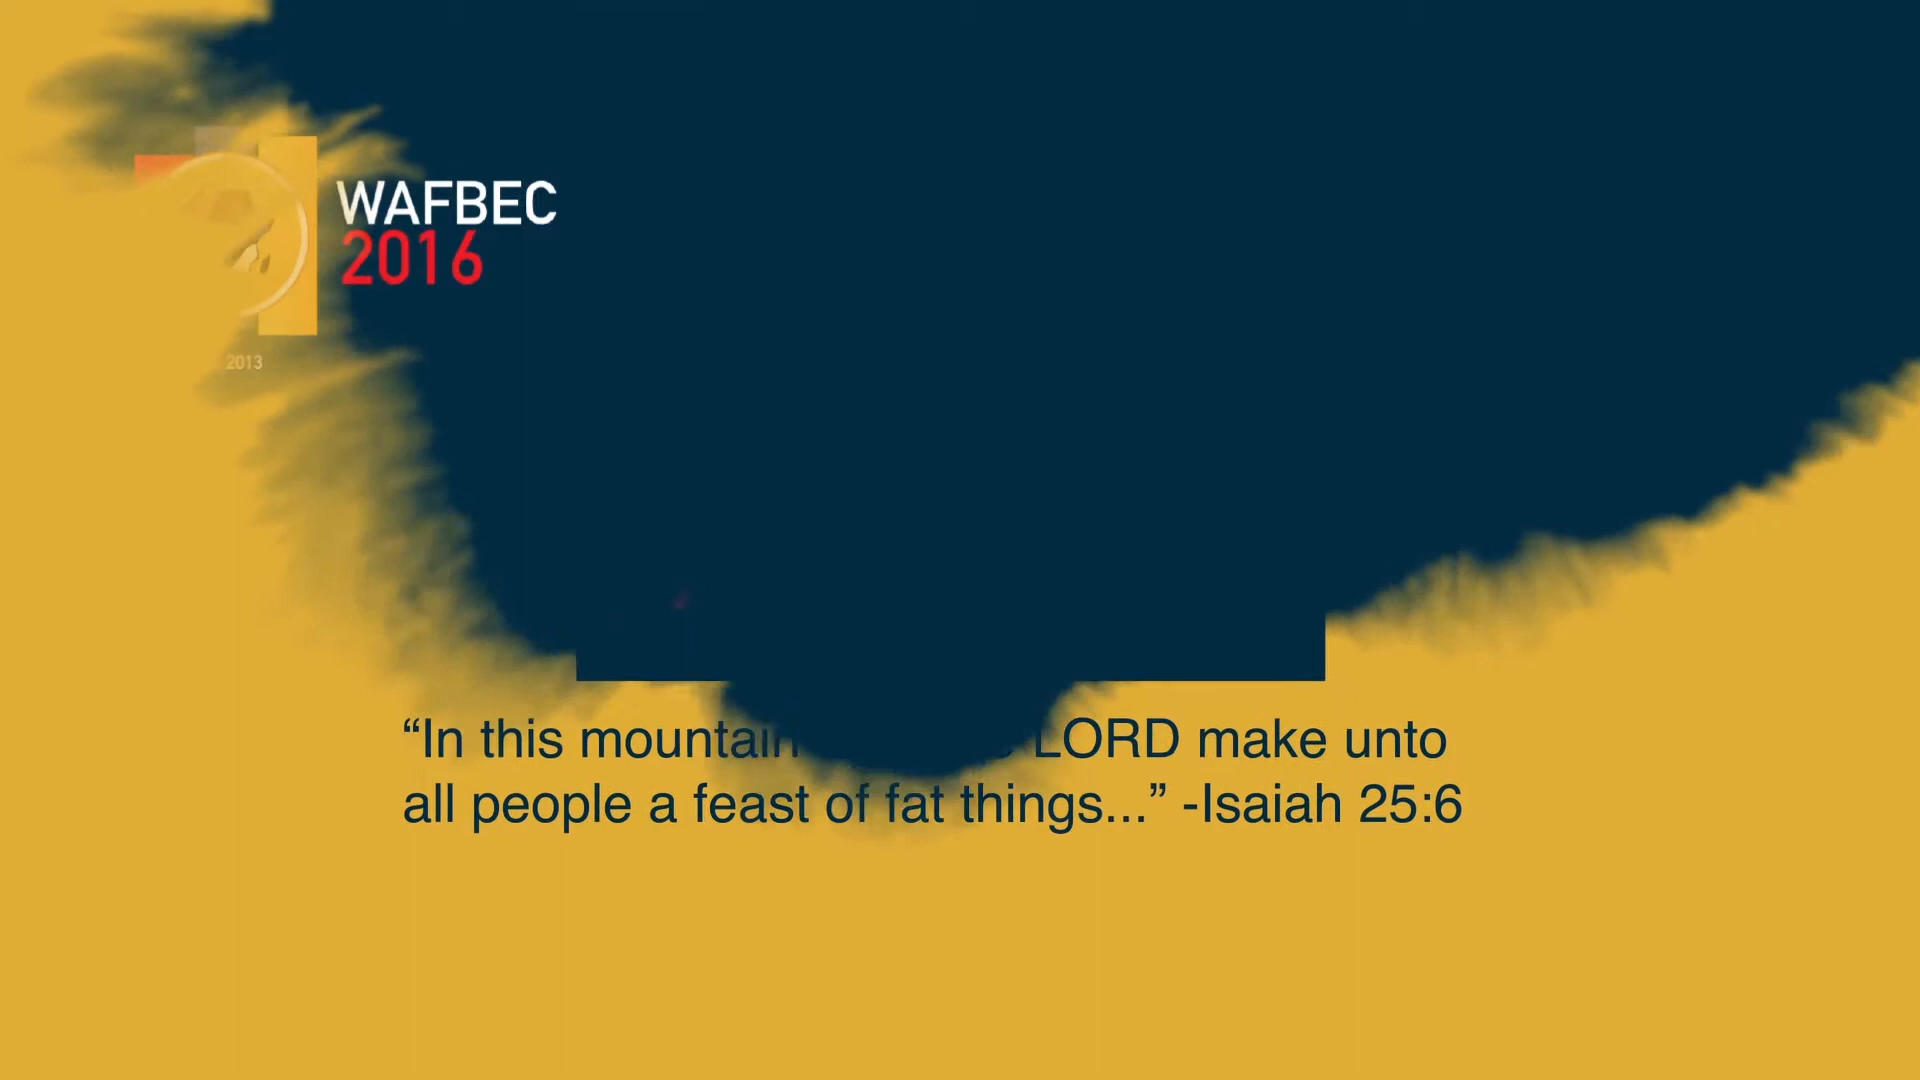 WAFBEC
2016
2013
“In this mountain LORD make unto
all people a feast of fat things...” -Isaiah 25:6